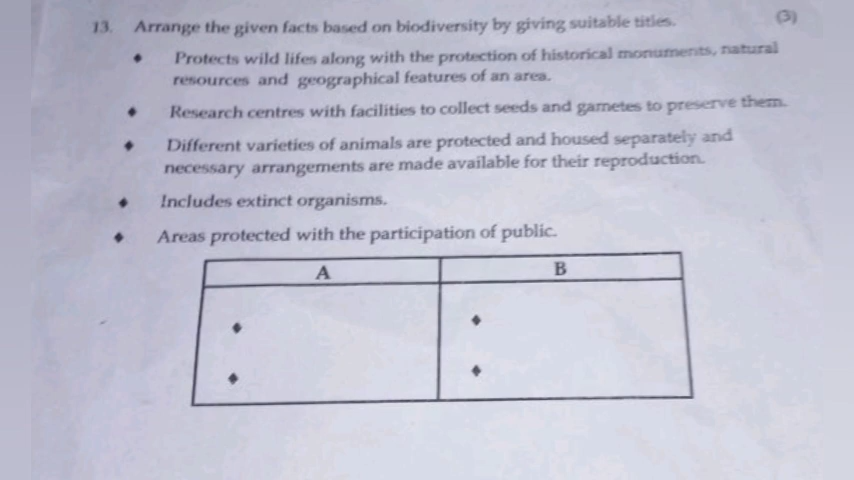 13. Arrange the given facts based on biodiversity by giving suitable titles. (3)
♦ Protects wild lifes along with the protection of historical monuments, natural
resources and geographical features of an area.
♦ Research centres with facilities to collect seeds and gametes to preserve them.
♦ Different varieties of animals are protected and housed separately and
necessary arrangements are made available for their reproduction.
♦ Includes extinct organisms.
♦ Areas protected with the participation of public.
A B
♦ ♦
♦ ♦